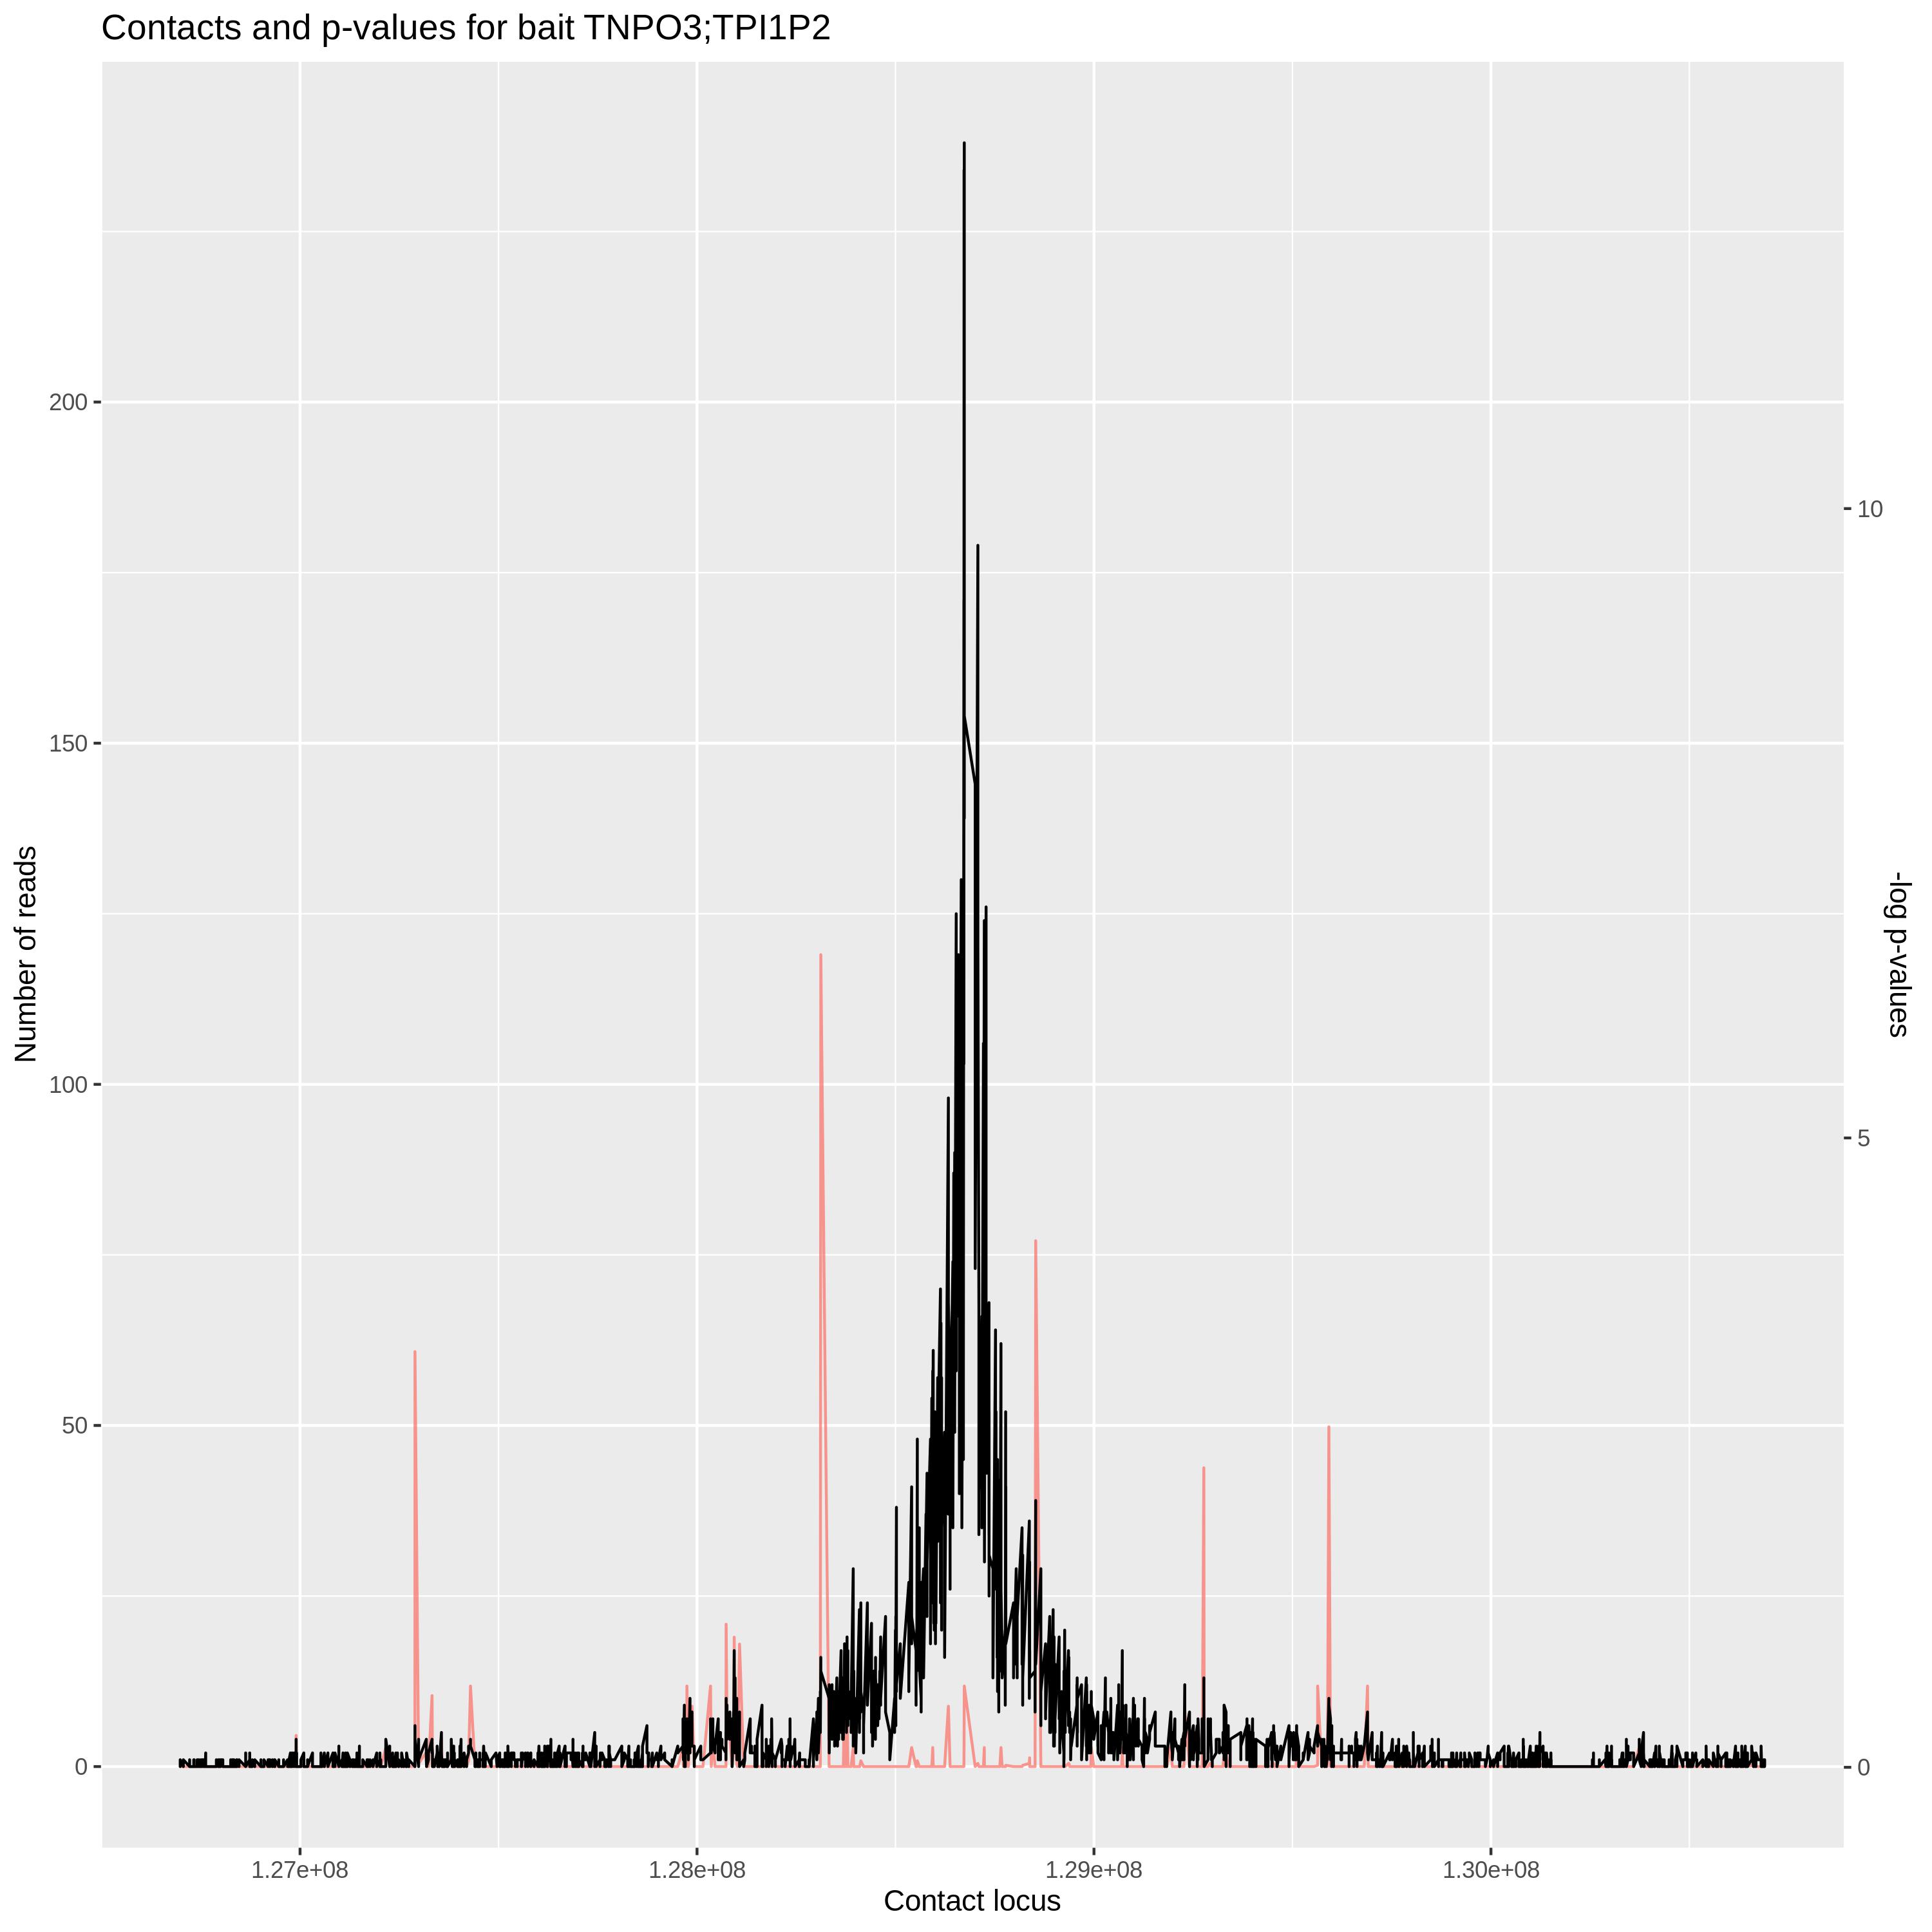 Contacts and p-values for bait TNPO3;TPI1P2
200
150
100
50
0
Number of reads
10
5
0
-log p-values
1.27e+08
1.28e+08
1.29e+08
1.30e+08
Contact locus